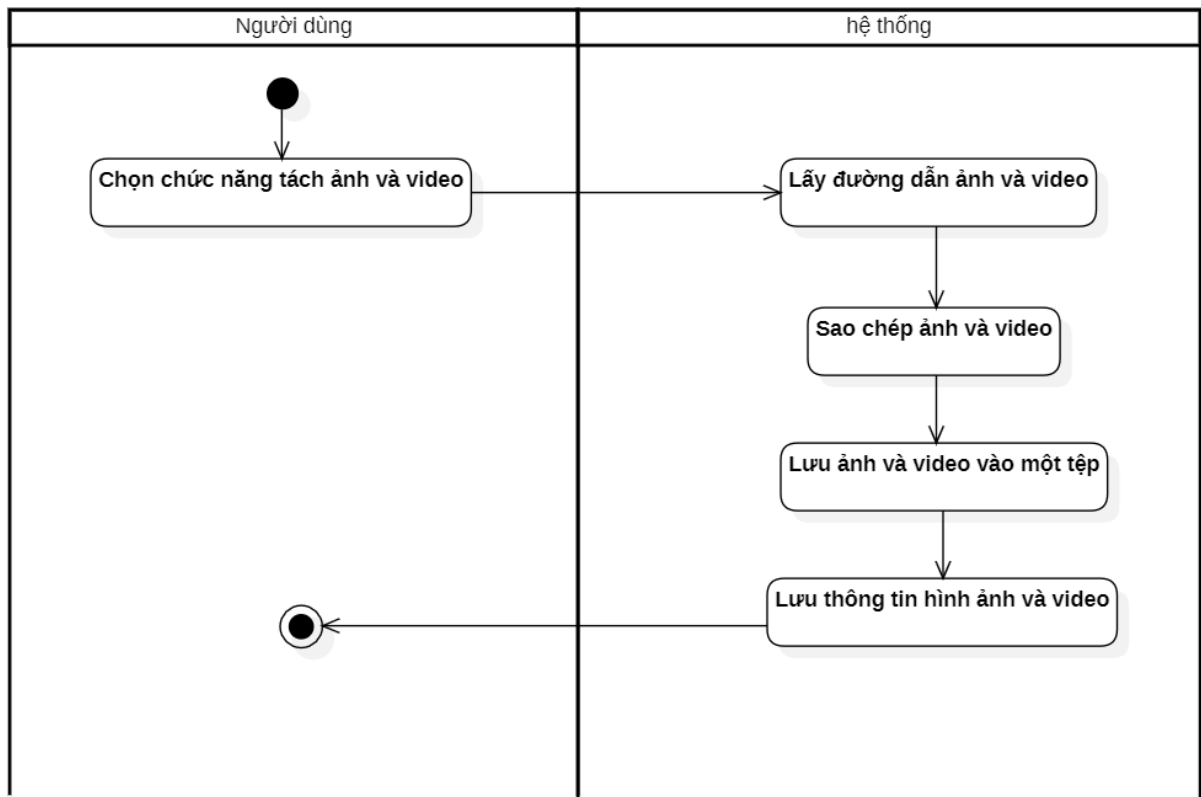 Người dùng
hệ thống
Chọn chức năng tách ảnh và video
Lấy đường dẫn ảnh và video
Sao chép ảnh và video
Lưu ảnh và video vào một tệp
Lưu thông tin hình ảnh và video